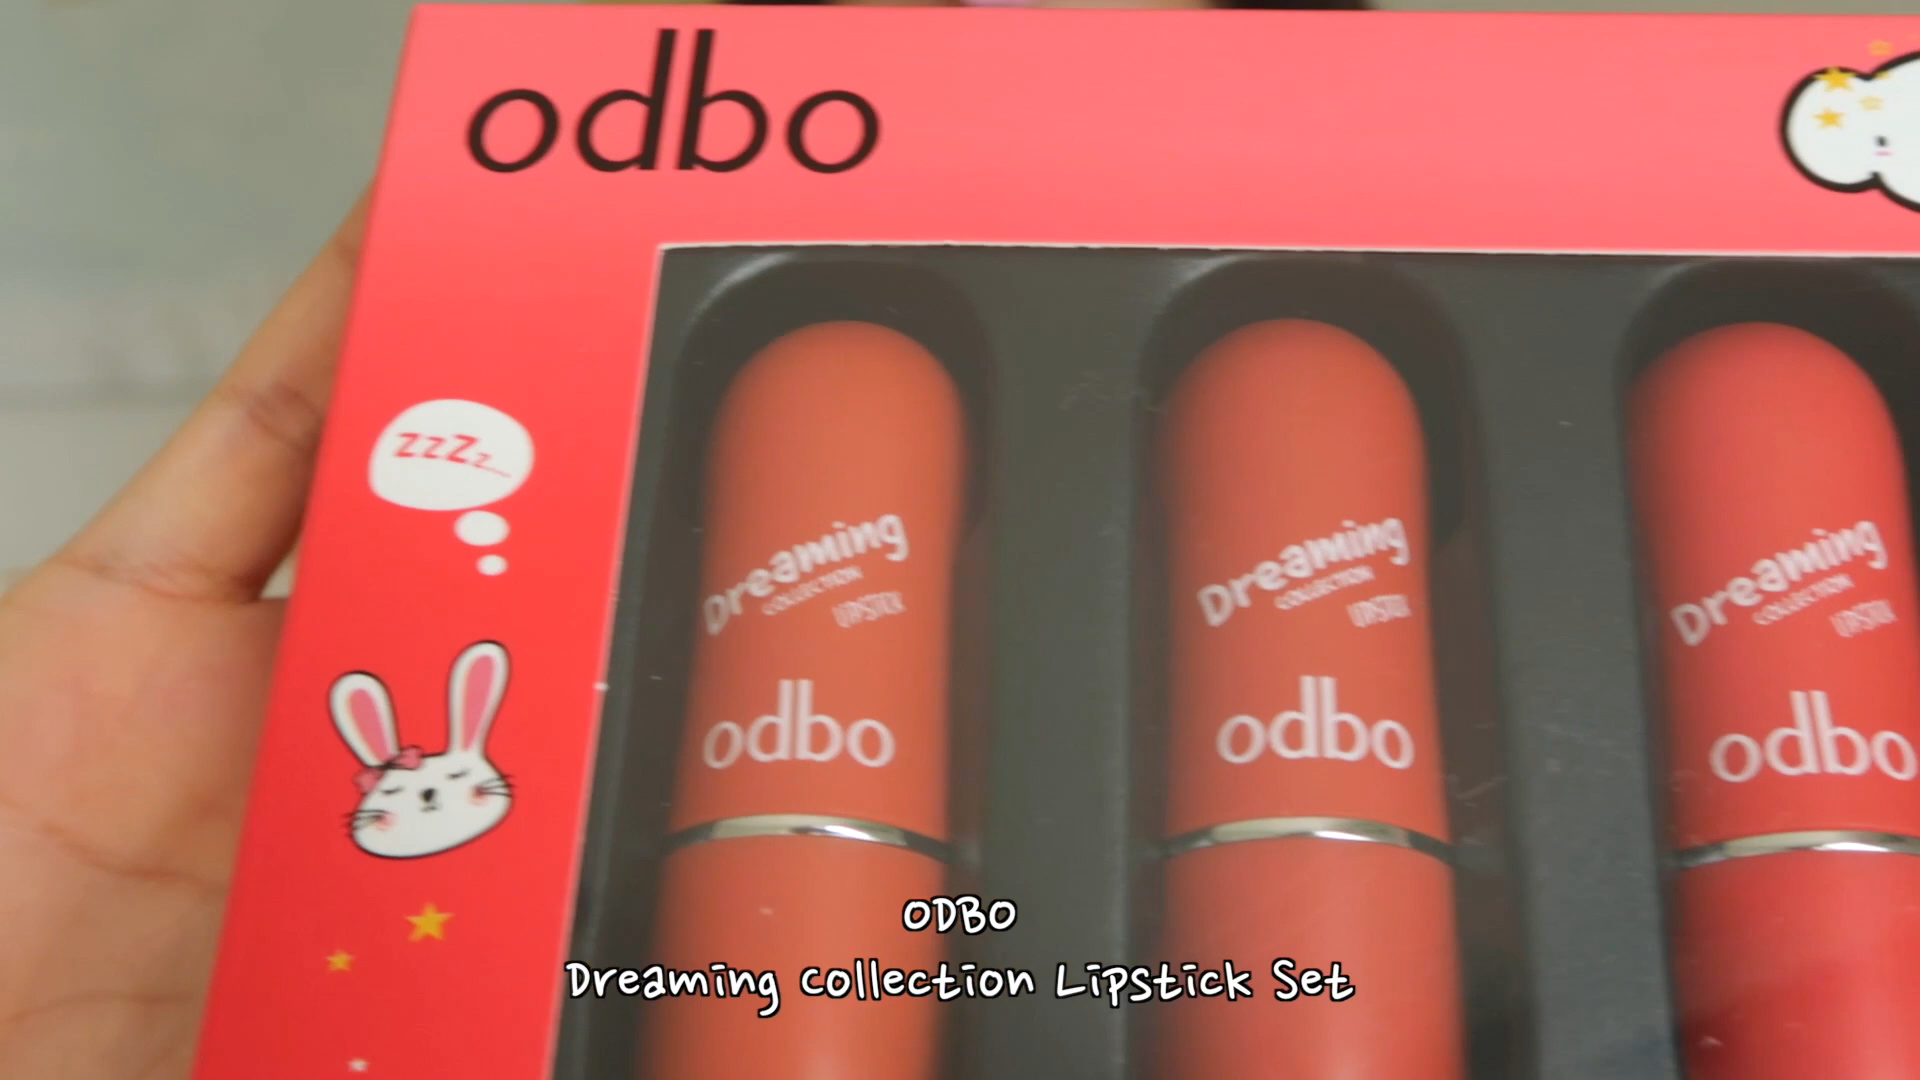 odbo
zzZz...
Dreaming
COLLECTION
LIPSTICK
odbo
Dreaming
COLLECTION
LIPSTICK
odbo
Dreaming
COLLECTION
LIPSTICK
odbo
ODBO
Dreaming collection Lipstick Set